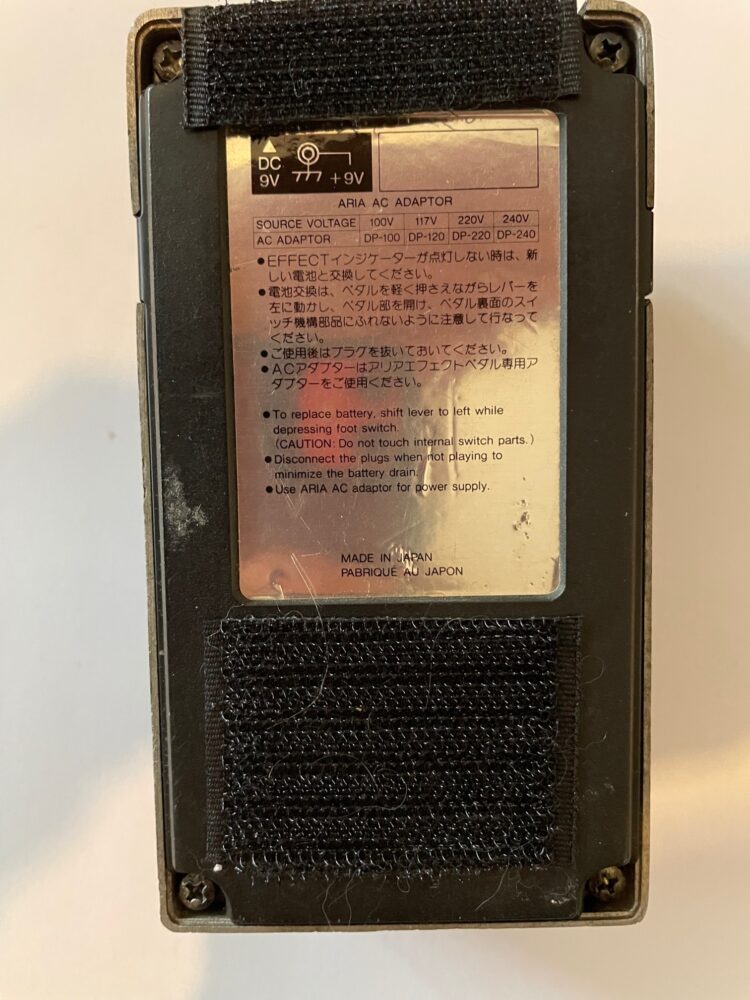 DC
9V
+9V
ARIA AC ADAPTOR
SOURCE VOLTAGE 100V 117V 220V 240V
AC ADAPTOR DP-100 DP-120 DP-220 DP-240
●EFFECTインジケーターが点灯しない時は、新
しい電池と交換してください。
●電池交換は、ペダルを軽く押さえながらレバーを
左に動かし、ペダル部を開け、ペダル裏面のスイ
ッチ機構部品にふれないように注意して行なって
ください。
●ご使用後はプラグを抜いておいてください。
●ACアダプターはアリアエフェクトペダル専用ア
ダプターをご使用ください。
●To replace battery, shift lever to left while
depressing foot switch.
(CAUTION: Do not touch internal switch parts.)
●Disconnect the plugs when not playing to
minimize the battery drain.
●Use ARIA AC adaptor for power supply.
MADE IN JAPAN
PABRIQUÉ AU JAPON